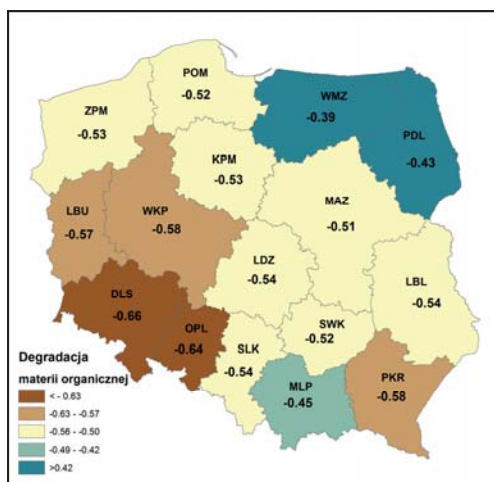 POM
-0.52
WMZ
-0.39
ZPM
-0.53
PDL
-0.43
KPM
-0.53
MAZ
-0.51
LBU
-0.57
WKP
-0.58
LDZ
-0.54
LBL
-0.54
DLS
-0.66
OPL
-0.64
SWK
-0.52
SLK
-0.54
MLP
-0.45
PKR
-0.58
Degradacja
materii organicznej
< - 0.63
-0.63 - -0.57
-0.56 - -0.50
-0.49 - -0.42
>0.42